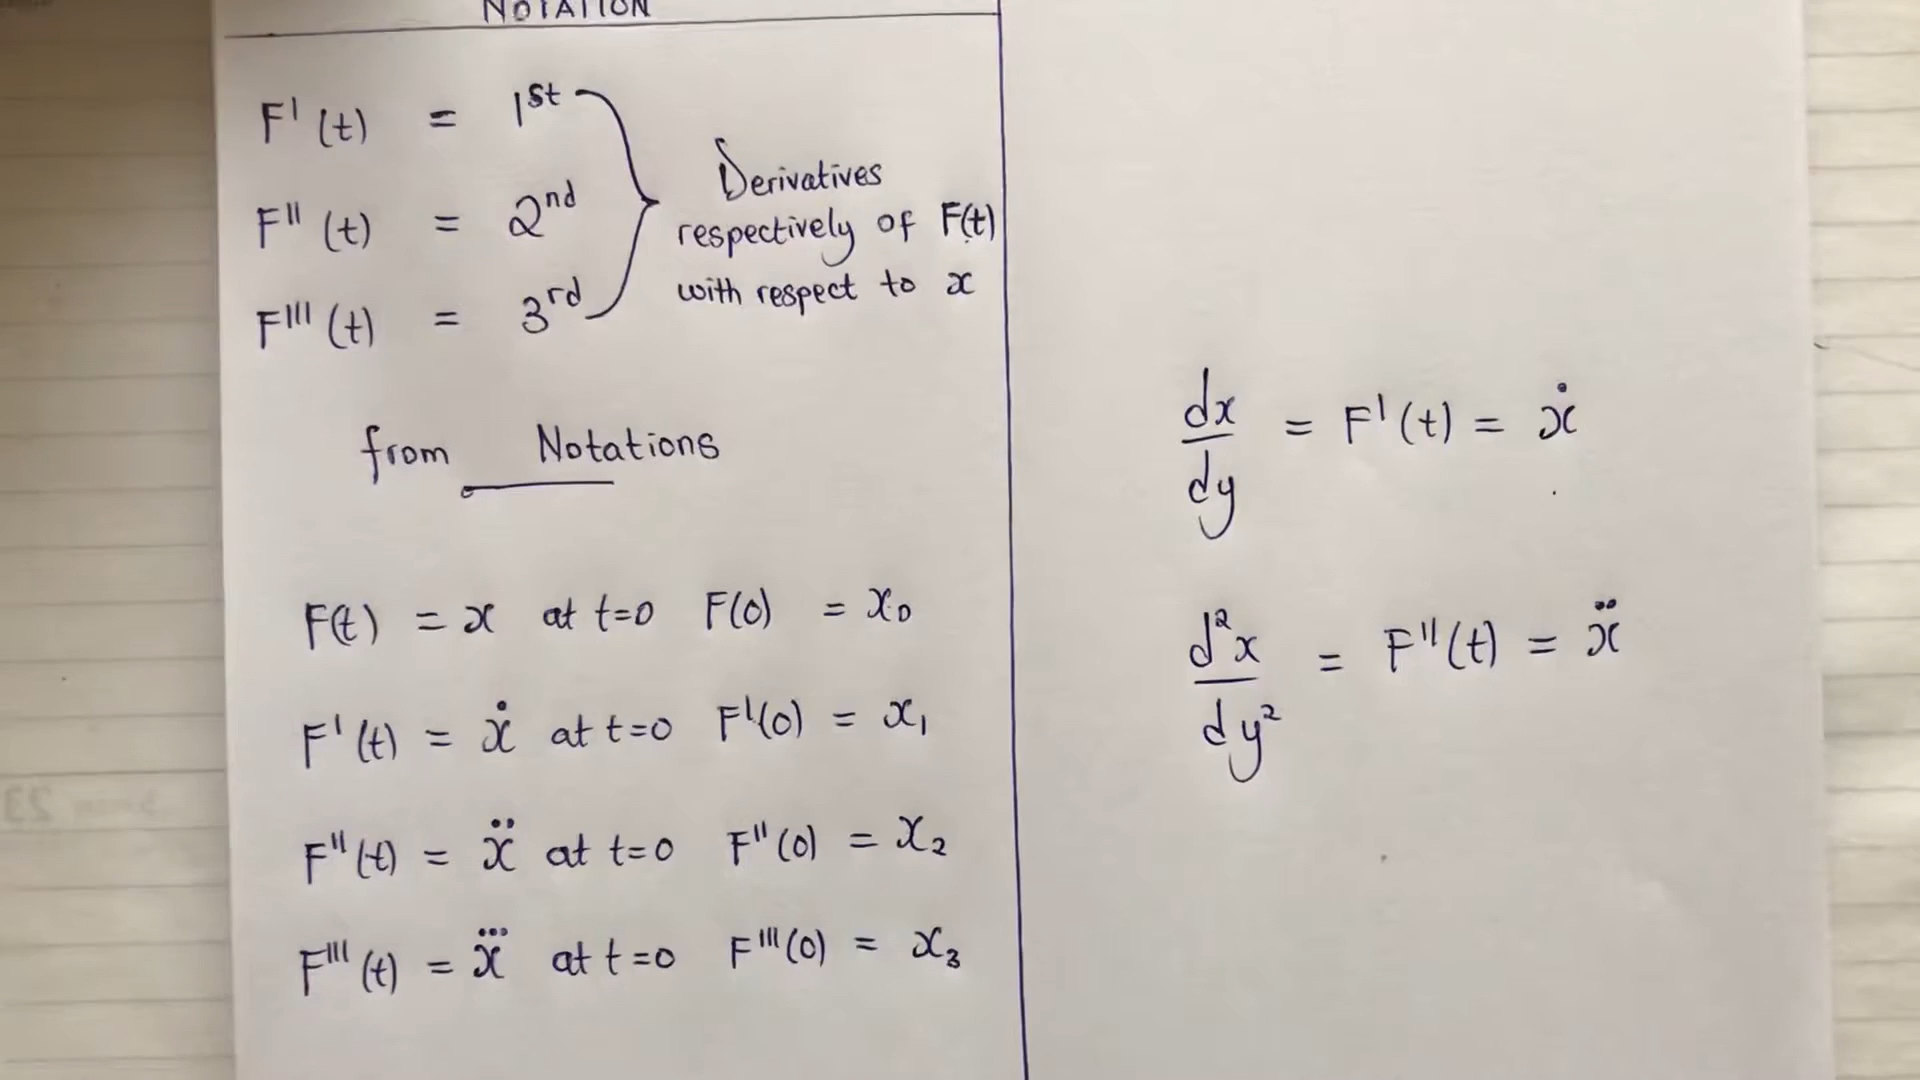 NOTATION
F'(t) = 1st
F''(t) = 2nd
F'''(t) = 3rd
Derivatives
respectively of F(t)
with respect to x
from ____ Notations
F(t) = x at t=0 F(0) = x₀
F'(t) = ẋ at t=0 F'(0) = x₁
F''(t) = ẍ at t=0 F''(0) = x₂
F'''(t) = x⃛ at t=0 F'''(0) = x₃
dx/dy = F'(t) = ẋ
d²x/dy² = F''(t) = ẍ